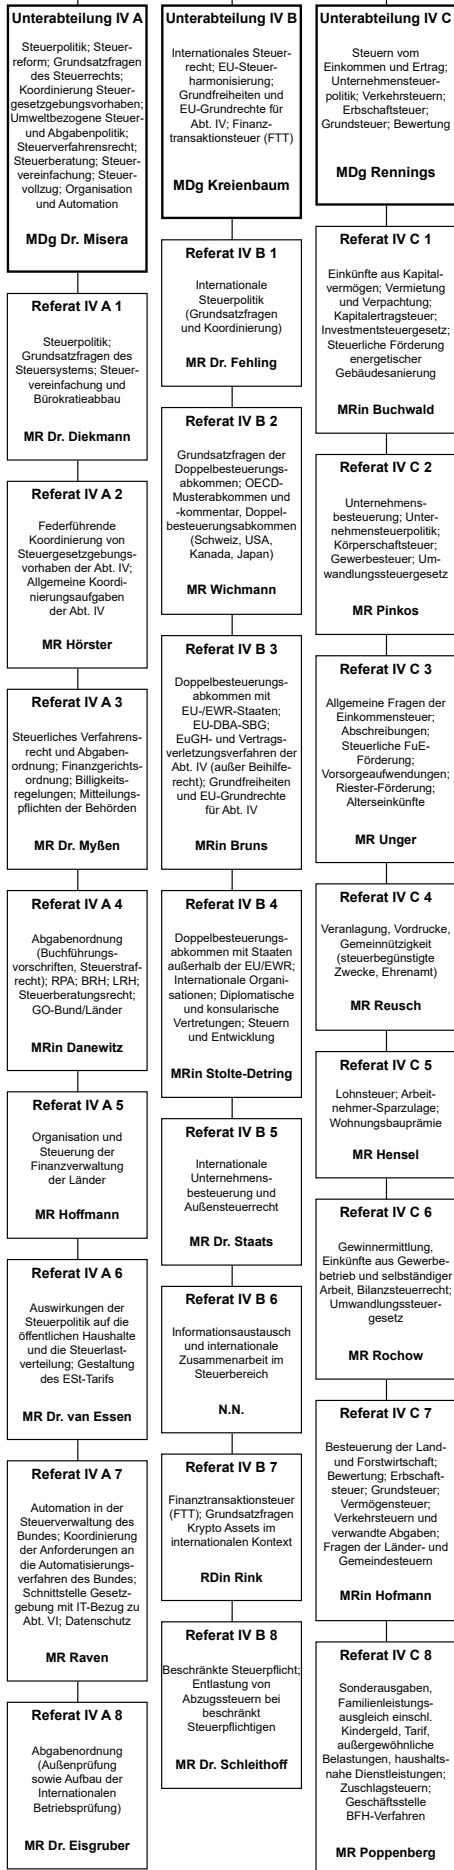 Unterabteilung IV A
Steuerpolitik; Steuer-
reform; Grundsatzfragen
des Steuerrechts;
Koordinierung Steuer-
gesetzgebungsvorhaben;
Umweltbezogene Steuer-
und Abgabenpolitik;
Steuerverfahrensrecht;
Steuerberatung; Steuer-
vereinfachung; Steuer-
vollzug; Organisation
und Automation
MDg Dr. Misera
Referat IV A 1
Steuerpolitik;
Grundsatzfragen des
Steuersystems; Steuer-
vereinfachung und
Bürokratieabbau
MR Dr. Diekmann
Referat IV A 2
Federführende
Koordinierung von
Steuergesetzgebungs-
vorhaben der Abt. IV;
Allgemeine Koordi-
nierungsaufgaben
der Abt. IV
MR Hörster
Referat IV A 3
Steuerliches Verfahrens-
recht und Abgaben-
ordnung; Finanzgerichts-
ordnung; Billigkeits-
regelungen; Mitteilungs-
pflichten der Behörden
MR Dr. Myßen
Referat IV A 4
Abgabenordnung
(Buchführungs-
vorschriften, Steuerstraf-
recht); RPA; BRH; LRH;
Steuerberatungsrecht;
GO-Bund/Länder
MRin Danewitz
Referat IV A 5
Organisation und
Steuerung der
Finanzverwaltung
der Länder
MR Hoffmann
Referat IV A 6
Auswirkungen der
Steuerpolitik auf die
öffentlichen Haushalte
und die Steuerlast-
verteilung; Gestaltung
des ESt-Tarifs
MR Dr. van Essen
Referat IV A 7
Automation in der
Steuerverwaltung des
Bundes; Koordinierung
der Anforderungen an
die Automatisierungs-
verfahren des Bundes;
Schnittstelle Gesetz-
gebung mit IT-Bezug zu
Abt. VI; Datenschutz
MR Raven
Referat IV A 8
Abgabenordnung
(Außenprüfung
sowie Aufbau der
Internationalen
Betriebsprüfung)
MR Dr. Eisgruber
Unterabteilung IV B
Internationales Steuer-
recht; EU-Steuer-
harmonisierung;
Grundfreiheiten und
EU-Grundrechte für
Abt. IV; Finanz-
transaktionsteuer (FTT)
MDg Kreienbaum
Referat IV B 1
Internationale
Steuerpolitik
(Grundsatzfragen
und Koordinierung)
MR Dr. Fehling
Referat IV B 2
Grundsatzfragen der
Doppelbesteuerungs-
abkommen; OECD-
Musterabkommen und
-kommentar, Doppel-
besteuerungsabkommen
(Schweiz, USA,
Kanada, Japan)
MR Wichmann
Referat IV B 3
Doppelbesteuerungs-
abkommen mit
EU-/EWR-Staaten;
EU-DBA-SBG;
EuGH- und Vertrags-
verletzungsverfahren der
Abt. IV (außer Beihilfe-
recht); Grundfreiheiten
und EU-Grundrechte
für Abt. IV
MRin Bruns
Referat IV B 4
Doppelbesteuerungs-
abkommen mit Staaten
außerhalb der EU/EWR;
Internationale Organi-
sationen; Diplomatische
und konsularische
Vertretungen; Steuern
und Entwicklung
MRin Stolte-Detring
Referat IV B 5
Internationale
Unternehmens-
besteuerung und
Außensteuerrecht
MR Dr. Staats
Referat IV B 6
Informationsaustausch
und internationale
Zusammenarbeit im
Steuerbereich
N.N.
Referat IV B 7
Finanztransaktionsteuer
(FTT); Grundsatzfragen
Krypto Assets im
internationalen Kontext
RDin Rink
Referat IV B 8
Beschränkte Steuerpflicht;
Entlastung von
Abzugssteuern bei
beschränkt
Steuerpflichtigen
MR Dr. Schleithoff
Unterabteilung IV C
Steuern vom
Einkommen und Ertrag;
Unternehmensteuer-
politik; Verkehrsteuern;
Erbschaftsteuer;
Grundsteuer; Bewertung
MDg Rennings
Referat IV C 1
Einkünfte aus Kapital-
vermögen; Vermietung
und Verpachtung;
Kapitalertragsteuer;
Investmentsteuergesetz;
Steuerliche Förderung
energetischer
Gebäudesanierung
MRin Buchwald
Referat IV C 2
Unternehmens-
besteuerung; Unter-
nehmensteuerpolitik;
Körperschaftsteuer;
Gewerbesteuer; Um-
wandlungssteuergesetz
MR Pinkos
Referat IV C 3
Allgemeine Fragen der
Einkommensteuer;
Abschreibungen;
Steuerliche FuE-
Förderung;
Vorsorgeaufwendungen;
Riester-Förderung;
Alterseinkünfte
MR Unger
Referat IV C 4
Veranlagung, Vordrucke,
Gemeinnützigkeit
(steuerbegünstigte
Zwecke, Ehrenamt)
MR Reusch
Referat IV C 5
Lohnsteuer; Arbeit-
nehmer-Sparzulage;
Wohnungsbauprämie
MR Hensel
Referat IV C 6
Gewinnermittlung,
Einkünfte aus Gewerbe-
betrieb und selbständiger
Arbeit, Bilanzsteuerrecht;
Umwandlungssteuer-
gesetz
MR Rochow
Referat IV C 7
Besteuerung der Land-
und Forstwirtschaft;
Bewertung; Erbschaft-
steuer; Grundsteuer;
Vermögensteuer;
Verkehrsteuern und
verwandte Abgaben;
Fragen der Länder- und
Gemeindesteuern
MRin Hofmann
Referat IV C 8
Sonderausgaben,
Familienleistungs-
ausgleich einschl.
Kindergeld, Tarif,
außergewöhnliche
Belastungen, haushalts-
nahe Dienstleistungen;
Zuschlagsteuern;
Geschäftsstelle
BFH-Verfahren
MR Poppenberg